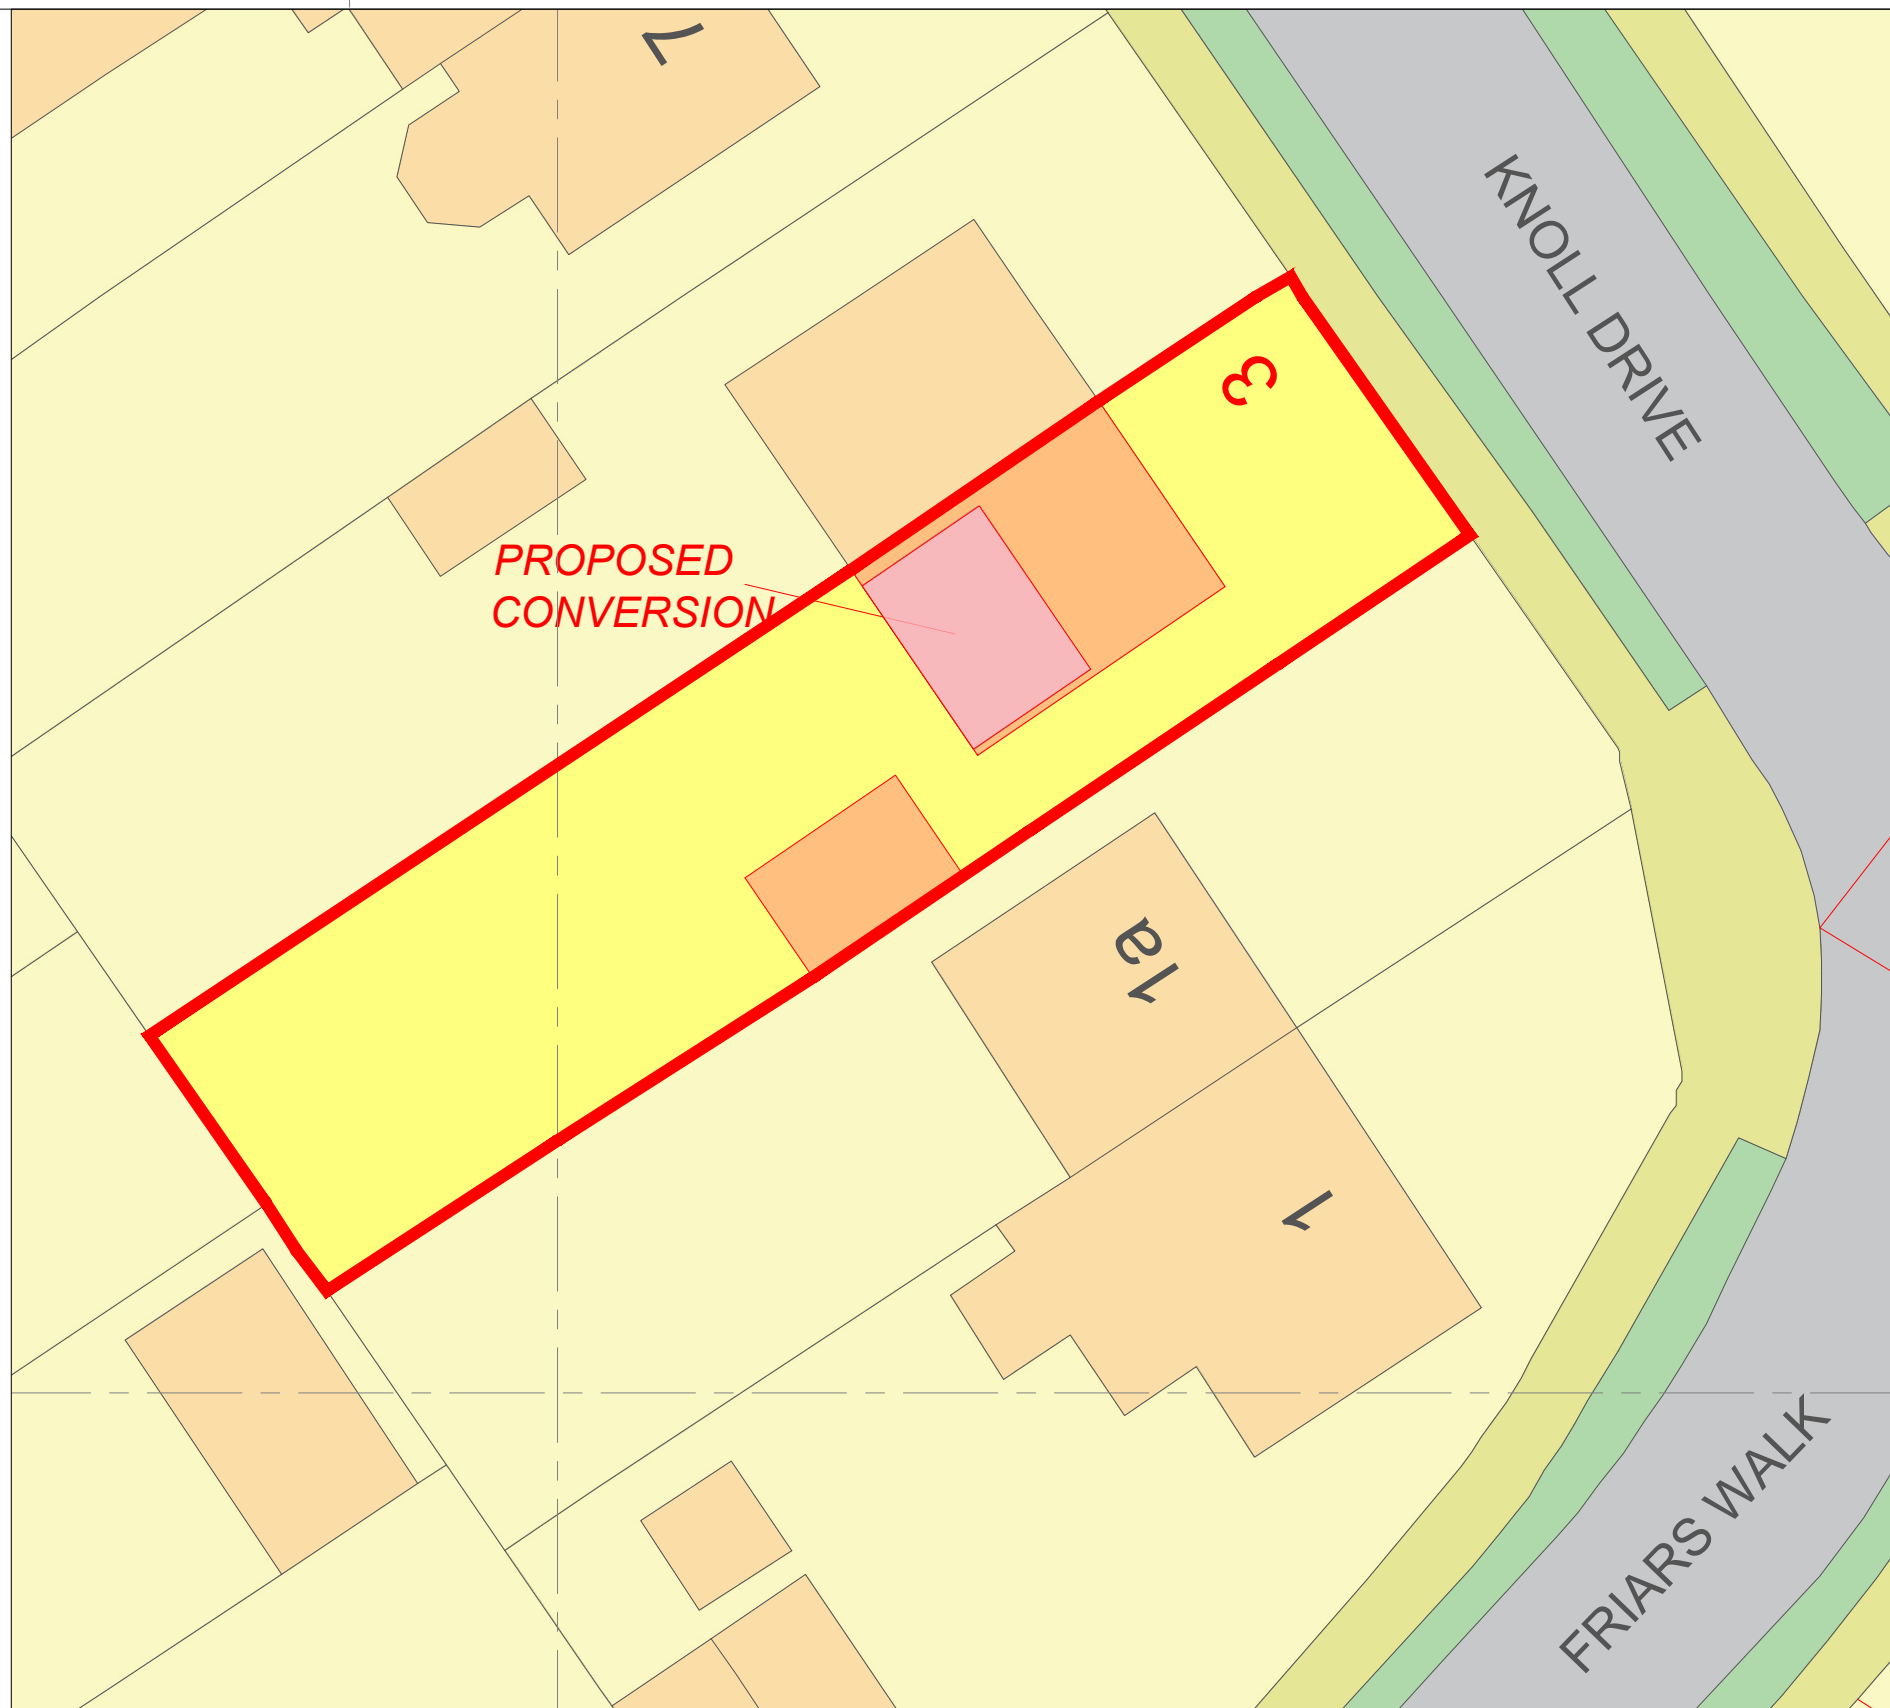 7
KNOLL DRIVE
3
PROPOSED
CONVERSION
1a
1
FRIARS WALK